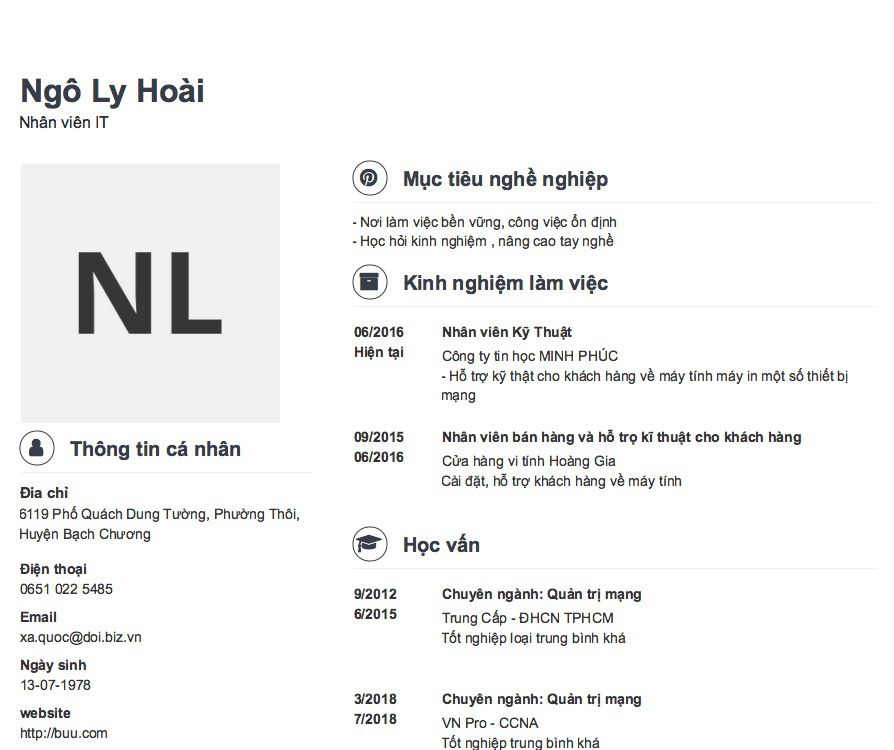 Ngô Ly Hoài
Nhân viên IT
NL
Thông tin cá nhân
Đia chỉ
6119 Phố Quách Dung Tường, Phường Thôi,
Huyện Bạch Chương
Điện thoại
0651 022 5485
Email
xa.quoc@doi.biz.vn
Ngày sinh
13-07-1978
website
http://buu.com
Mục tiêu nghề nghiệp
- Nơi làm việc bền vững, công việc ổn định
- Học hỏi kinh nghiệm , nâng cao tay nghề
Kinh nghiệm làm việc
06/2016 Nhân viên Kỹ Thuật
Hiện tại Công ty tin học MINH PHÚC
- Hỗ trợ kỹ thật cho khách hàng về máy tính máy in một số thiết bị
mạng
09/2015 Nhân viên bán hàng và hỗ trợ kĩ thuật cho khách hàng
06/2016 Cửa hàng vi tính Hoàng Gia
Cài đặt, hỗ trợ khách hàng về máy tính
Học vấn
9/2012 Chuyên ngành: Quản trị mạng
6/2015 Trung Cấp - ĐHCN TPHCM
Tốt nghiệp loại trung bình khá
3/2018 Chuyên ngành: Quản trị mạng
7/2018 VN Pro - CCNA
Tốt nghiệp trung bình khá